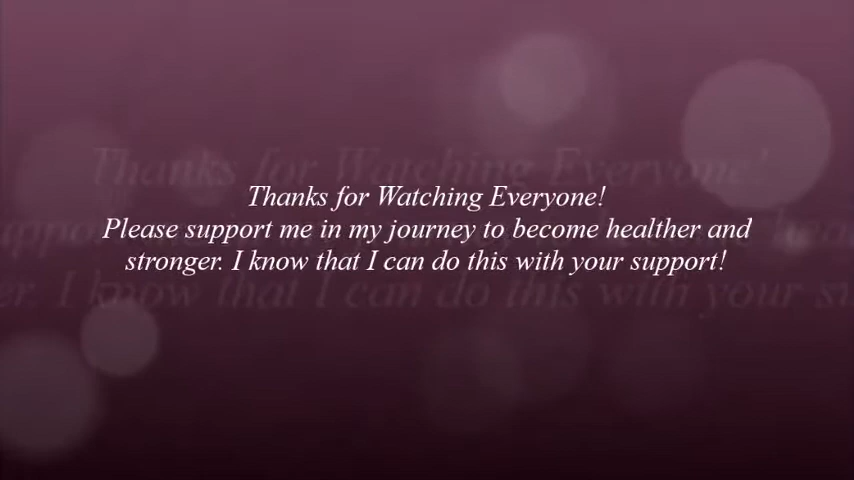 Thanks for Watching Everyone!
Please support me in my journey to become healther and
stronger. I know that I can do this with your support!